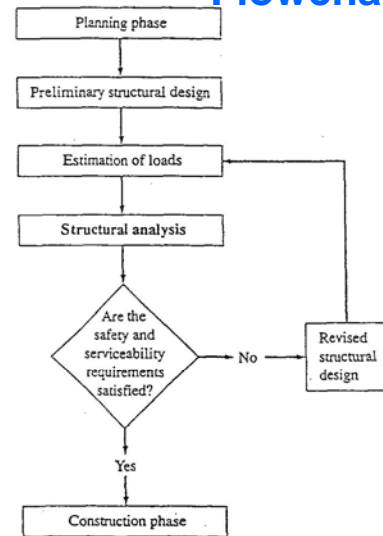 Planning phase
Preliminary structural design
Estimation of loads
Structural analysis
Are the
safety and
serviceability
requirements
satisfied?
No
Revised
structural
design
Yes
Construction phase